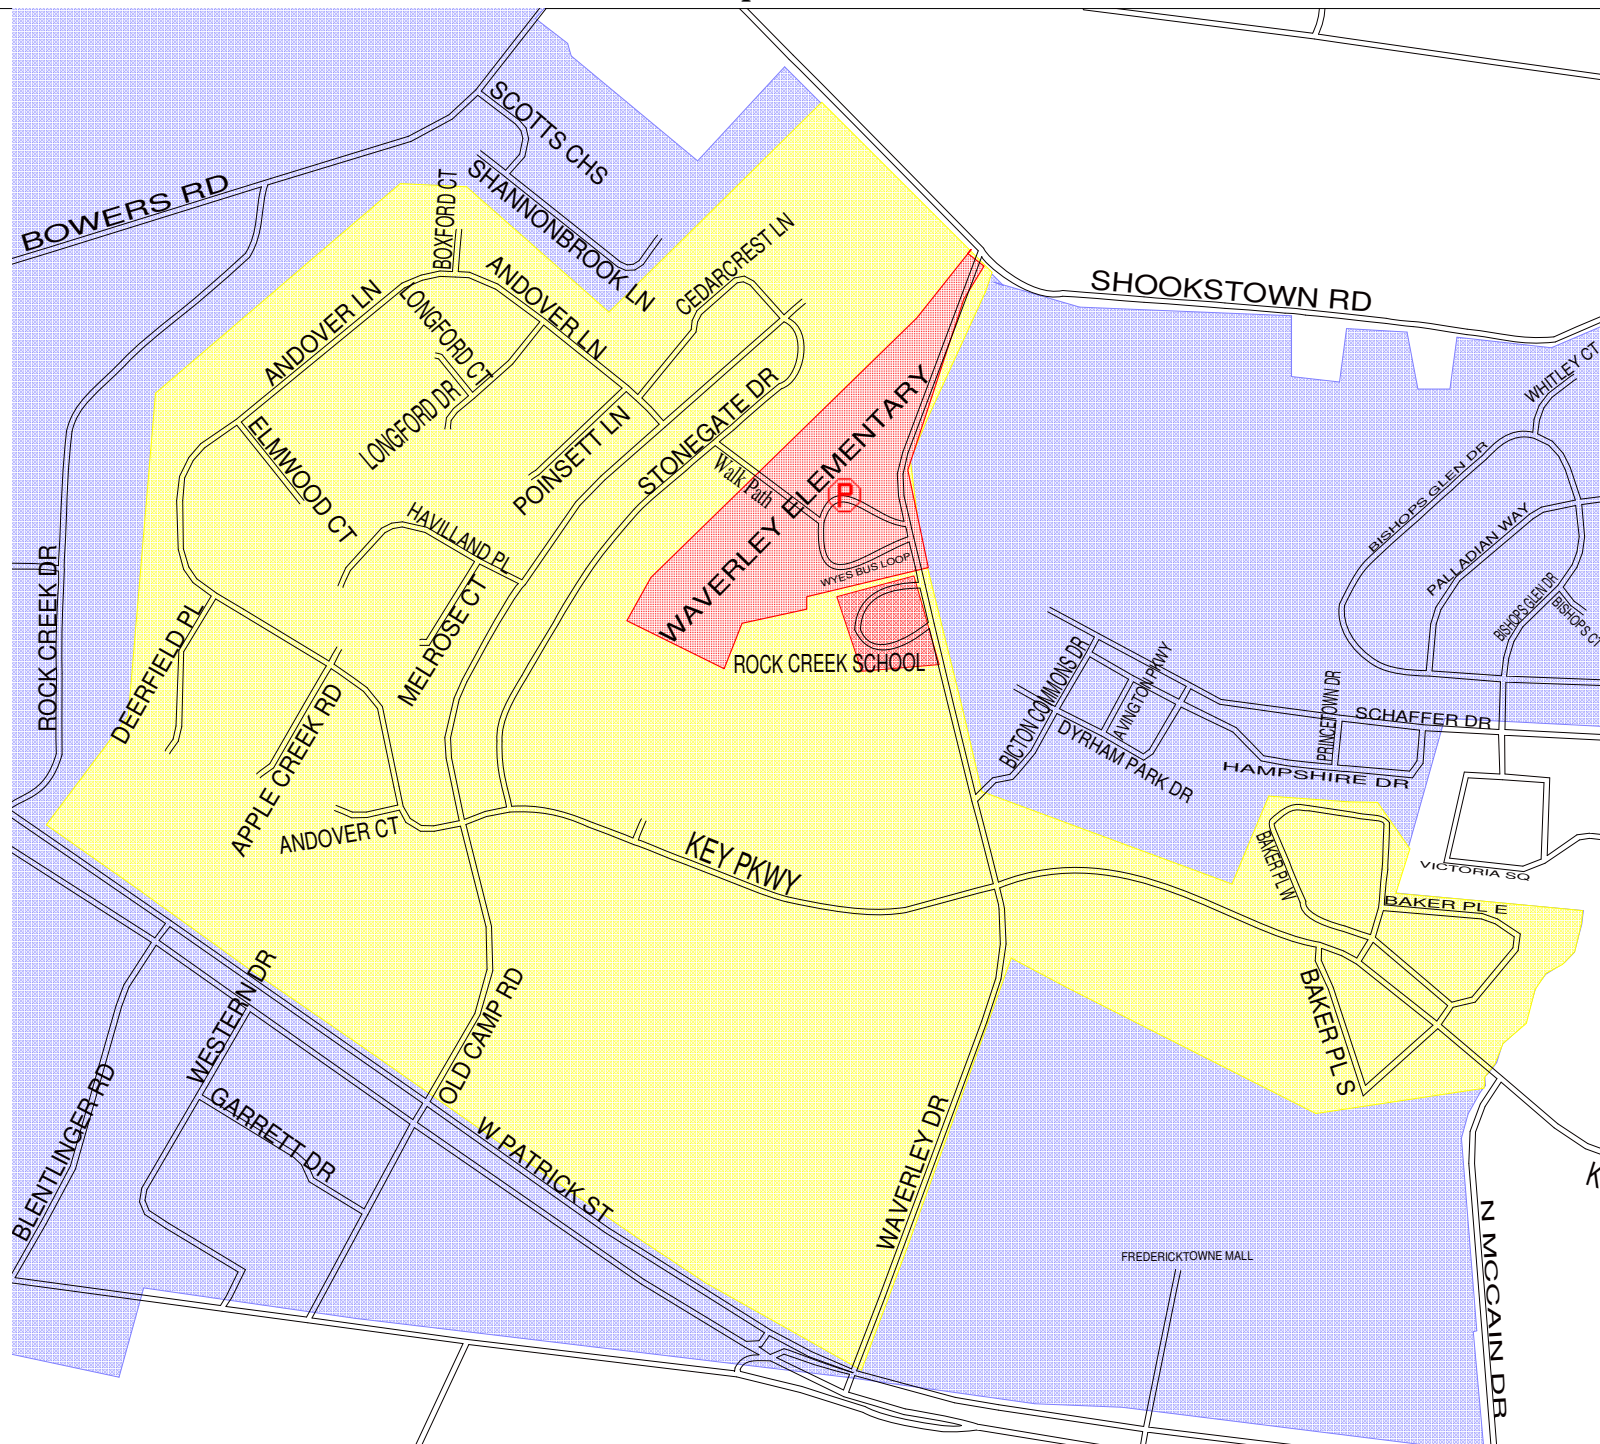 SCOTTS CHS
BOWERS RD
SHANNONBROOK LN
BOXFORD CT
CEDARCREST LN
ANDOVER LN
ANDOVER LN
SHOOKSTOWN RD
LONGFORD CT
WHITLEY CT
LONGFORD DR
STONEGATE DR
POINSETT LN
ELMWOOD CT
WAVERLEY ELEMENTARY
Walk Path
P
BISHOPS GLEN DR
PALLADIAN WAY
HAVILLAND PL
WYES BUS LOOP
BISHOPS GLEN DR
BISHOPS CT
ROCK CREEK DR
DEERFIELD PL
MELROSE CT
ROCK CREEK SCHOOL
APPLE CREEK RD
BICTON COMMONS DR
AVINGTON PKWY
DYRHAM PARK DR
PRINCETOWN DR
SCHAFFER DR
HAMPSHIRE DR
ANDOVER CT
KEY PKWY
BAKER PL W
VICTORIA SQ
BAKER PL E
WESTERN DR
OLD CAMP RD
BAKER PL S
BLENTLINGER RD
GARRETT DR
W PATRICK ST
WAVERLEY DR
K
N MCCAIN DR
FREDERICKTOWNE MALL